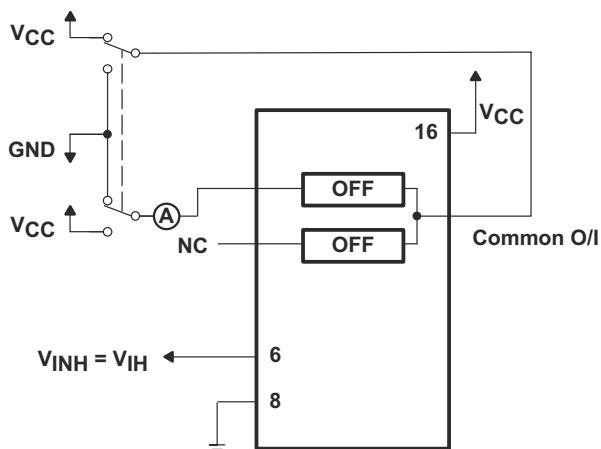 VCC
VCC
16
GND
OFF
A
VCC
NC
OFF
Common O/I
VINH = VIH
6
8